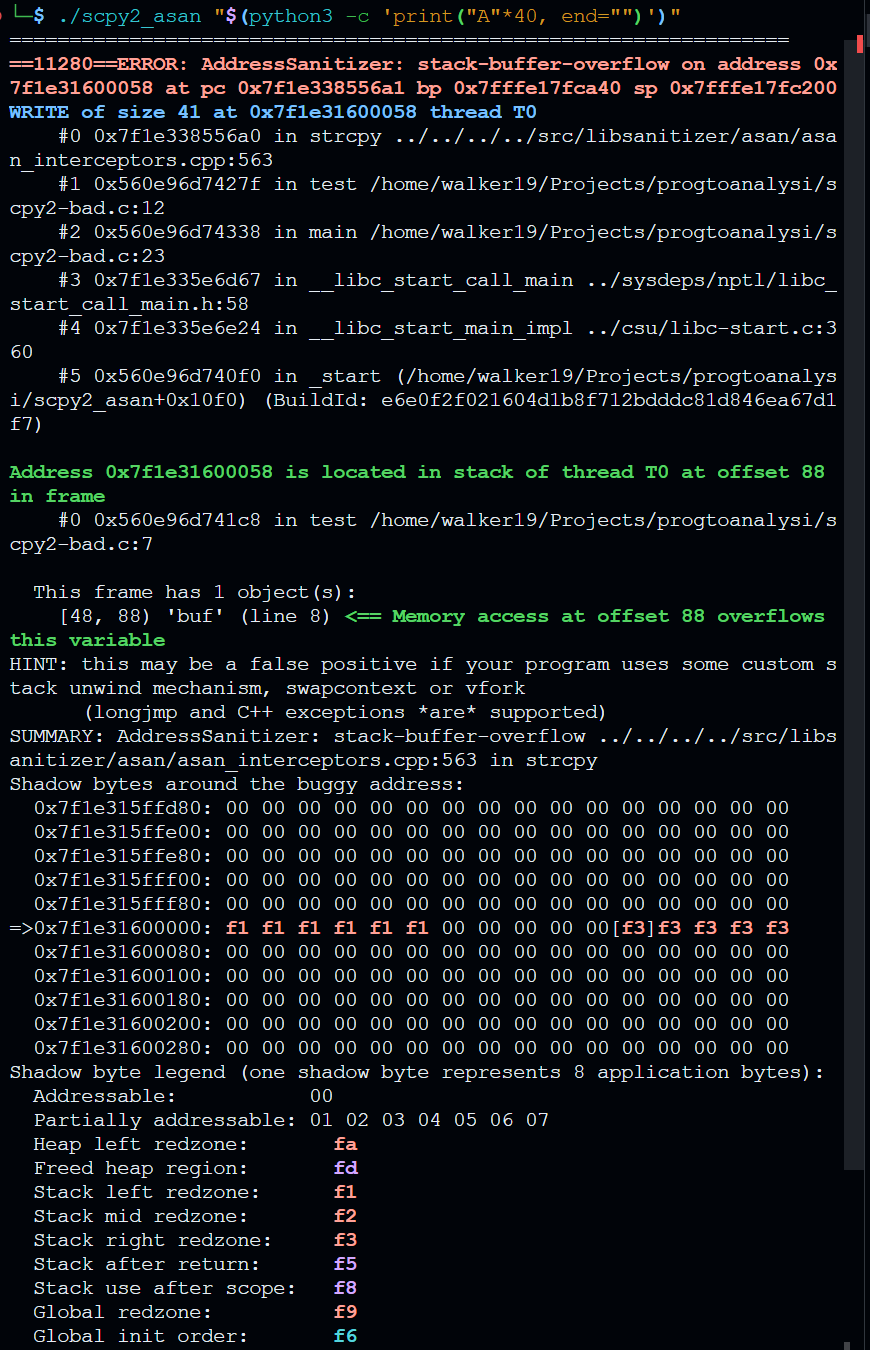 └─$ ./scpy2_asan "$(python3 -c 'print("A"*40, end="")')"
=================================================================
==11280==ERROR: AddressSanitizer: stack-buffer-overflow on address 0x
7f1e31600058 at pc 0x7f1e338556a1 bp 0x7fffe17fca40 sp 0x7fffe17fc200
WRITE of size 41 at 0x7f1e31600058 thread T0
    #0 0x7f1e338556a0 in strcpy ../../../../src/libsanitizer/asan/asa
n_interceptors.cpp:563
    #1 0x560e96d7427f in test /home/walker19/Projects/progtoanalysi/s
cpy2-bad.c:12
    #2 0x560e96d74338 in main /home/walker19/Projects/progtoanalysi/s
cpy2-bad.c:23
    #3 0x7f1e335e6d67 in __libc_start_call_main ../sysdeps/nptl/libc_
start_call_main.h:58
    #4 0x7f1e335e6e24 in __libc_start_main_impl ../csu/libc-start.c:3
60
    #5 0x560e96d740f0 in _start (/home/walker19/Projects/progtoanalys
i/scpy2_asan+0x10f0) (BuildId: e6e0f2f021604d1b8f712bdddc81d846ea67d1
f7)

Address 0x7f1e31600058 is located in stack of thread T0 at offset 88
in frame
    #0 0x560e96d741c8 in test /home/walker19/Projects/progtoanalysi/s
cpy2-bad.c:7

  This frame has 1 object(s):
    [48, 88) 'buf' (line 8) <== Memory access at offset 88 overflows
this variable
HINT: this may be a false positive if your program uses some custom s
tack unwind mechanism, swapcontext or vfork
      (longjmp and C++ exceptions *are* supported)
SUMMARY: AddressSanitizer: stack-buffer-overflow ../../../../src/libs
anitizer/asan/asan_interceptors.cpp:563 in strcpy
Shadow bytes around the buggy address:
  0x7f1e315ffd80: 00 00 00 00 00 00 00 00 00 00 00 00 00 00 00 00
  0x7f1e315ffe00: 00 00 00 00 00 00 00 00 00 00 00 00 00 00 00 00
  0x7f1e315ffe80: 00 00 00 00 00 00 00 00 00 00 00 00 00 00 00 00
  0x7f1e315fff00: 00 00 00 00 00 00 00 00 00 00 00 00 00 00 00 00
  0x7f1e315fff80: 00 00 00 00 00 00 00 00 00 00 00 00 00 00 00 00
=>0x7f1e31600000: f1 f1 f1 f1 f1 f1 00 00 00 00 00[f3]f3 f3 f3 f3
  0x7f1e31600080: 00 00 00 00 00 00 00 00 00 00 00 00 00 00 00 00
  0x7f1e31600100: 00 00 00 00 00 00 00 00 00 00 00 00 00 00 00 00
  0x7f1e31600180: 00 00 00 00 00 00 00 00 00 00 00 00 00 00 00 00
  0x7f1e31600200: 00 00 00 00 00 00 00 00 00 00 00 00 00 00 00 00
  0x7f1e31600280: 00 00 00 00 00 00 00 00 00 00 00 00 00 00 00 00
Shadow byte legend (one shadow byte represents 8 application bytes):
  Addressable:           00
  Partially addressable: 01 02 03 04 05 06 07
  Heap left redzone:       fa
  Freed heap region:       fd
  Stack left redzone:      f1
  Stack mid redzone:       f2
  Stack right redzone:     f3
  Stack after return:      f5
  Stack use after scope:   f8
  Global redzone:          f9
  Global init order:       f6